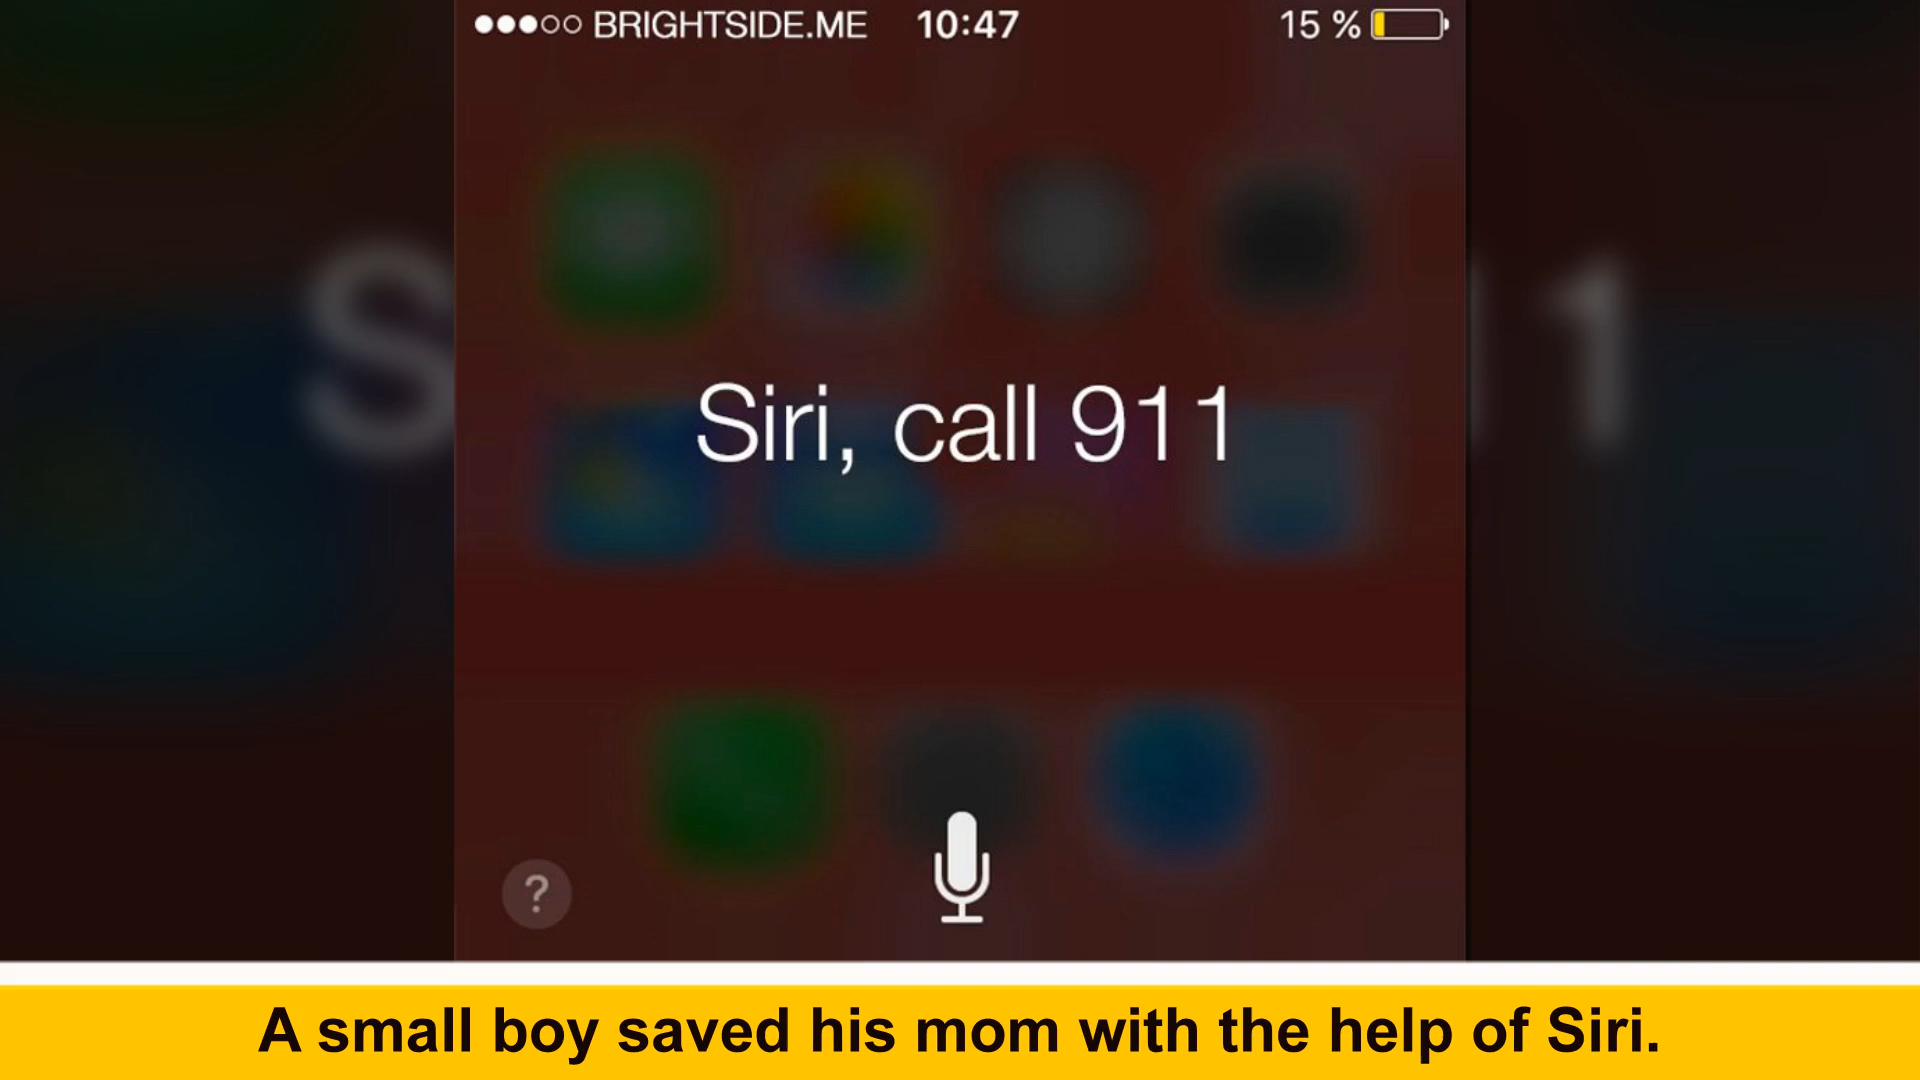 BRIGHTSIDE.ME 10:47 15 %
Siri, call 911
?
A small boy saved his mom with the help of Siri.